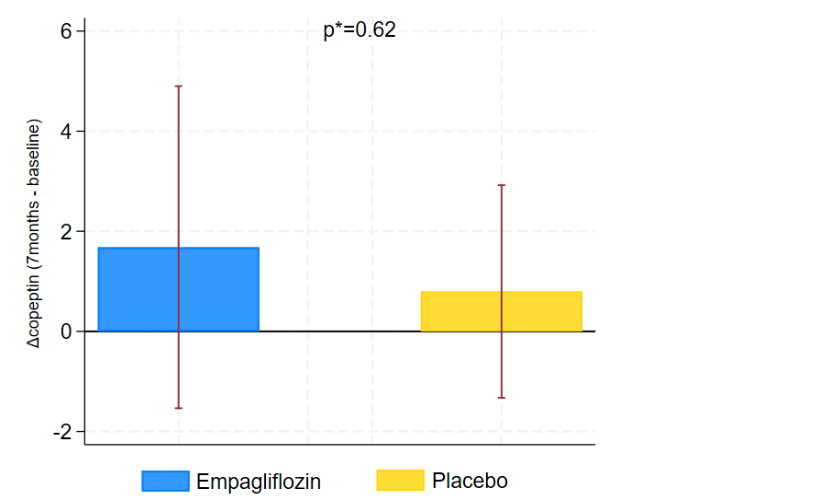 p*=0.62
6
4
2
0
-2
Δcopeptin (7months - baseline)
Empagliflozin
Placebo